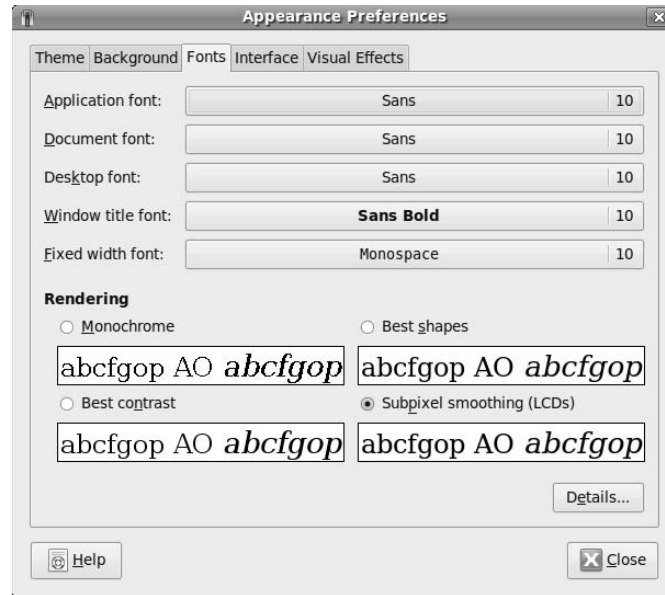 Appearance Preferences
Theme Background Fonts Interface Visual Effects
Application font: Sans 10
Document font: Sans 10
Desktop font: Sans 10
Window title font: Sans Bold 10
Fixed width font: Monospace 10
Rendering
Monochrome Best shapes
abcfgop AO abcfgop abcfgop AO abcfgop
Best contrast Subpixel smoothing (LCDs)
abcfgop AO abcfgop abcfgop AO abcfgop
Details...
Help Close